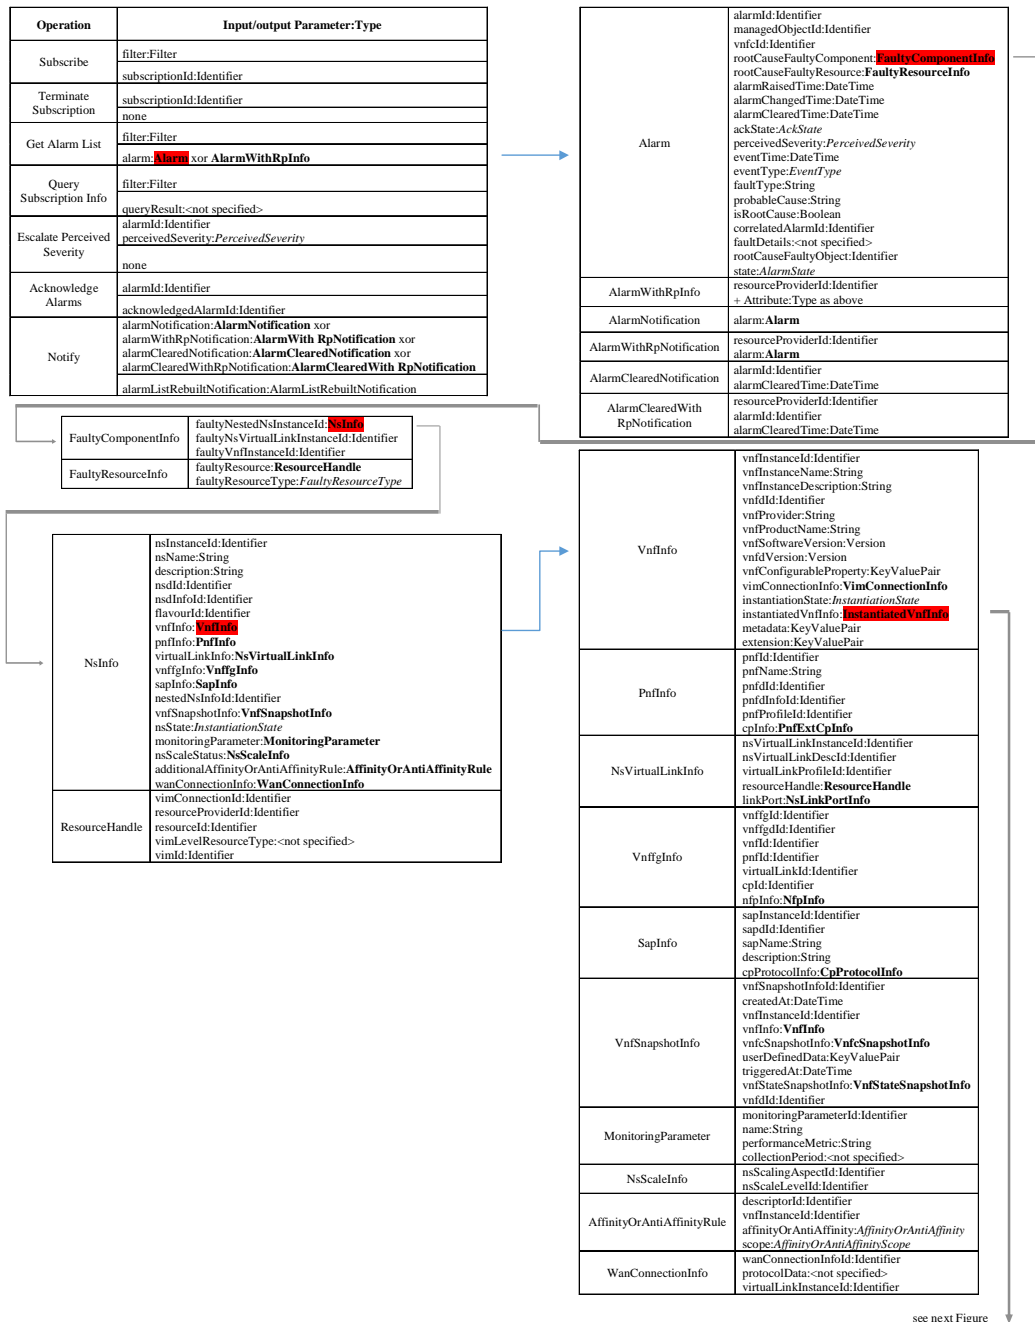 Operation
Input/output Parameter:Type
Subscribe
filter:Filter
subscriptionId:Identifier
Terminate
Subscription
subscriptionId:Identifier
none
Get Alarm List
filter:Filter
alarm:Alarm xor AlarmWithRpInfo
Query
Subscription Info
filter:Filter
queryResult:<not specified>
Escalate Perceived
Severity
alarmId:Identifier
perceivedSeverity:PerceivedSeverity
none
Acknowledge
Alarms
alarmId:Identifier
acknowledgedAlarmId:Identifier
Notify
alarmNotification:AlarmNotification xor
alarmWithRpNotification:AlarmWith RpNotification xor
alarmClearedNotification:AlarmClearedNotification xor
alarmClearedWithRpNotification:AlarmClearedWith RpNotification
alarmListRebuiltNotification:AlarmListRebuiltNotification
Alarm
alarmId:Identifier
managedObjectId:Identifier
vnfcId:Identifier
rootCauseFaultyComponent:FaultyComponentInfo
rootCauseFaultyResource:FaultyResourceInfo
alarmRaisedTime:DateTime
alarmChangedTime:DateTime
alarmClearedTime:DateTime
ackState:AckState
perceivedSeverity:PerceivedSeverity
eventTime:DateTime
eventType:EventType
faultType:String
probableCause:String
isRootCause:Boolean
correlatedAlarmId:Identifier
faultDetails:<not specified>
rootCauseFaultyObject:Identifier
state:AlarmState
AlarmWithRpInfo
resourceProviderId:Identifier
+ Attribute:Type as above
AlarmNotification
alarm:Alarm
AlarmWithRpNotification
resourceProviderId:Identifier
alarm:Alarm
AlarmClearedNotification
alarmId:Identifier
alarmClearedTime:DateTime
AlarmClearedWith
RpNotification
resourceProviderId:Identifier
alarmId:Identifier
alarmClearedTime:DateTime
FaultyComponentInfo
faultyNestedNsInstanceId:NsInfo
faultyNsVirtualLinkInstanceId:Identifier
faultyVnfInstanceId:Identifier
FaultyResourceInfo
faultyResource:ResourceHandle
faultyResourceType:FaultyResourceType
NsInfo
nsInstanceId:Identifier
nsName:String
description:String
nsdId:Identifier
nsdInfoId:Identifier
flavourId:Identifier
vnfInfo:VnfInfo
pnfInfo:PnfInfo
virtualLinkInfo:NsVirtualLinkInfo
vnffgInfo:VnffgInfo
sapInfo:SapInfo
nestedNsInfoId:Identifier
vnfSnapshotInfo:VnfSnapshotInfo
nsState:InstantiationState
monitoringParameter:MonitoringParameter
nsScaleStatus:NsScaleInfo
additionalAffinityOrAntiAffinityRule:AffinityOrAntiAffinityRule
wanConnectionInfo:WanConnectionInfo
ResourceHandle
vimConnectionId:Identifier
resourceProviderId:Identifier
resourceId:Identifier
vimLevelResourceType:<not specified>
vimId:Identifier
VnfInfo
vnfInstanceId:Identifier
vnfInstanceName:String
vnfInstanceDescription:String
vnfdId:Identifier
vnfProvider:String
vnfProductName:String
vnfSoftwareVersion:Version
vnfdVersion:Version
vnfConfigurableProperty:KeyValuePair
vimConnectionInfo:VimConnectionInfo
instantiationState:InstantiationState
instantiatedVnfInfo:InstantiatedVnfInfo
metadata:KeyValuePair
extension:KeyValuePair
PnfInfo
pnfId:Identifier
pnfName:String
pnfdId:Identifier
pnfdInfoId:Identifier
pnfProfileId:Identifier
cpInfo:PnfExtCpInfo
NsVirtualLinkInfo
nsVirtualLinkInstanceId:Identifier
nsVirtualLinkDescId:Identifier
virtualLinkProfileId:Identifier
resourceHandle:ResourceHandle
linkPort:NsLinkPortInfo
VnffgInfo
vnffgId:Identifier
vnffgdId:Identifier
vnfId:Identifier
pnfId:Identifier
virtualLinkId:Identifier
cpId:Identifier
nfpInfo:NfpInfo
SapInfo
sapInstanceId:Identifier
sapdId:Identifier
sapName:String
description:String
cpProtocolInfo:CpProtocolInfo
VnfSnapshotInfo
vnfSnapshotInfoId:Identifier
createdAt:DateTime
vnfInstanceId:Identifier
vnfInfo:VnfInfo
vnfcSnapshotInfo:VnfcSnapshotInfo
userDefinedData:KeyValuePair
triggeredAt:DateTime
vnfStateSnapshotInfo:VnfStateSnapshotInfo
vnfdId:Identifier
MonitoringParameter
monitoringParameterId:Identifier
name:String
performanceMetric:String
collectionPeriod:<not specified>
NsScaleInfo
nsScalingAspectId:Identifier
nsScaleLevelId:Identifier
AffinityOrAntiAffinityRule
descriptorId:Identifier
vnfInstanceId:Identifier
affinityOrAntiAffinity:AffinityOrAntiAffinity
scope:AffinityOrAntiAffinityScope
WanConnectionInfo
wanConnectionInfoId:Identifier
protocolData:<not specified>
virtualLinkInstanceId:Identifier
see next Figure